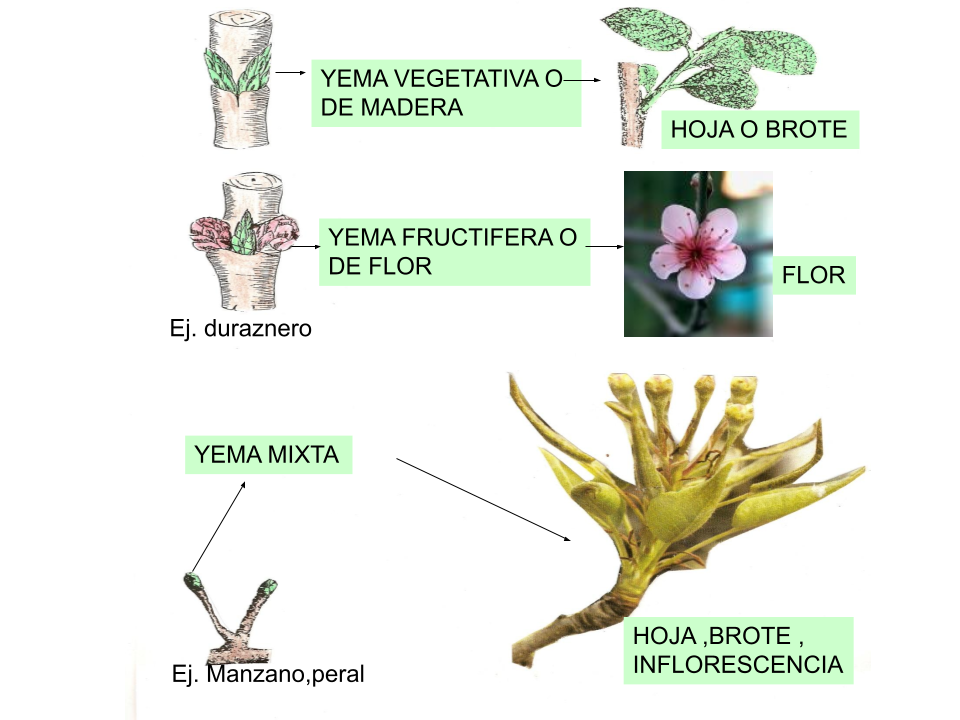 YEMA VEGETATIVA O
DE MADERA
HOJA O BROTE
YEMA FRUCTIFERA O
DE FLOR
FLOR
Ej. duraznero
YEMA MIXTA
HOJA ,BROTE ,
INFLORESCENCIA
Ej. Manzano,peral